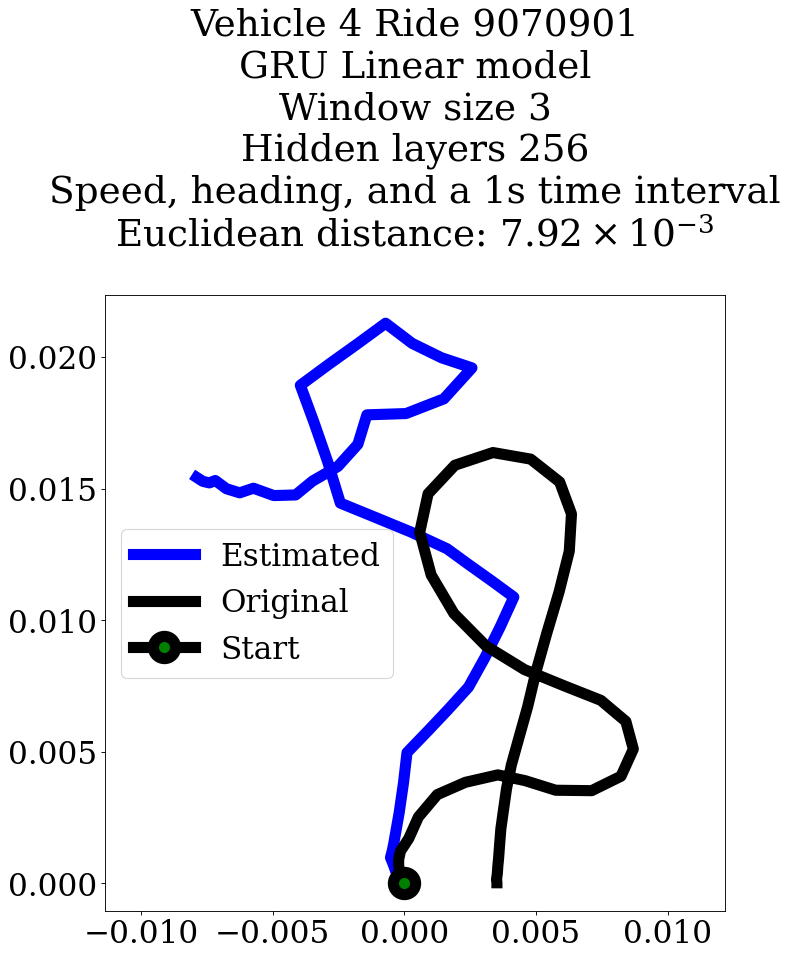 Vehicle 4 Ride 9070901
GRU Linear model
Window size 3
Hidden layers 256
Speed, heading, and a 1s time interval
Euclidean distance: 7.92 × 10⁻³
0.020
0.015
0.010
0.005
0.000
Estimated
Original
Start
−0.010 −0.005 0.000 0.005 0.010